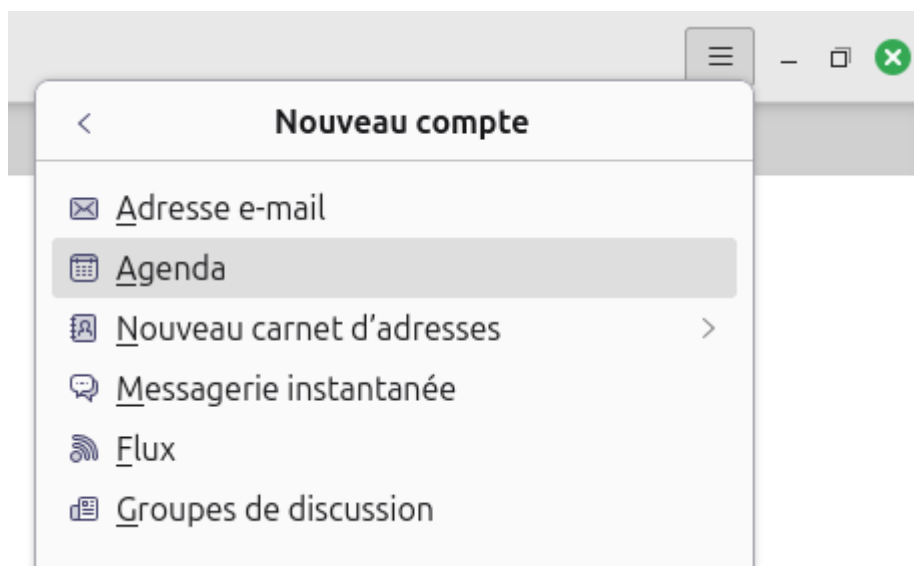 Nouveau compte
Adresse e-mail
Agenda
Nouveau carnet d’adresses
Messagerie instantanée
Flux
Groupes de discussion